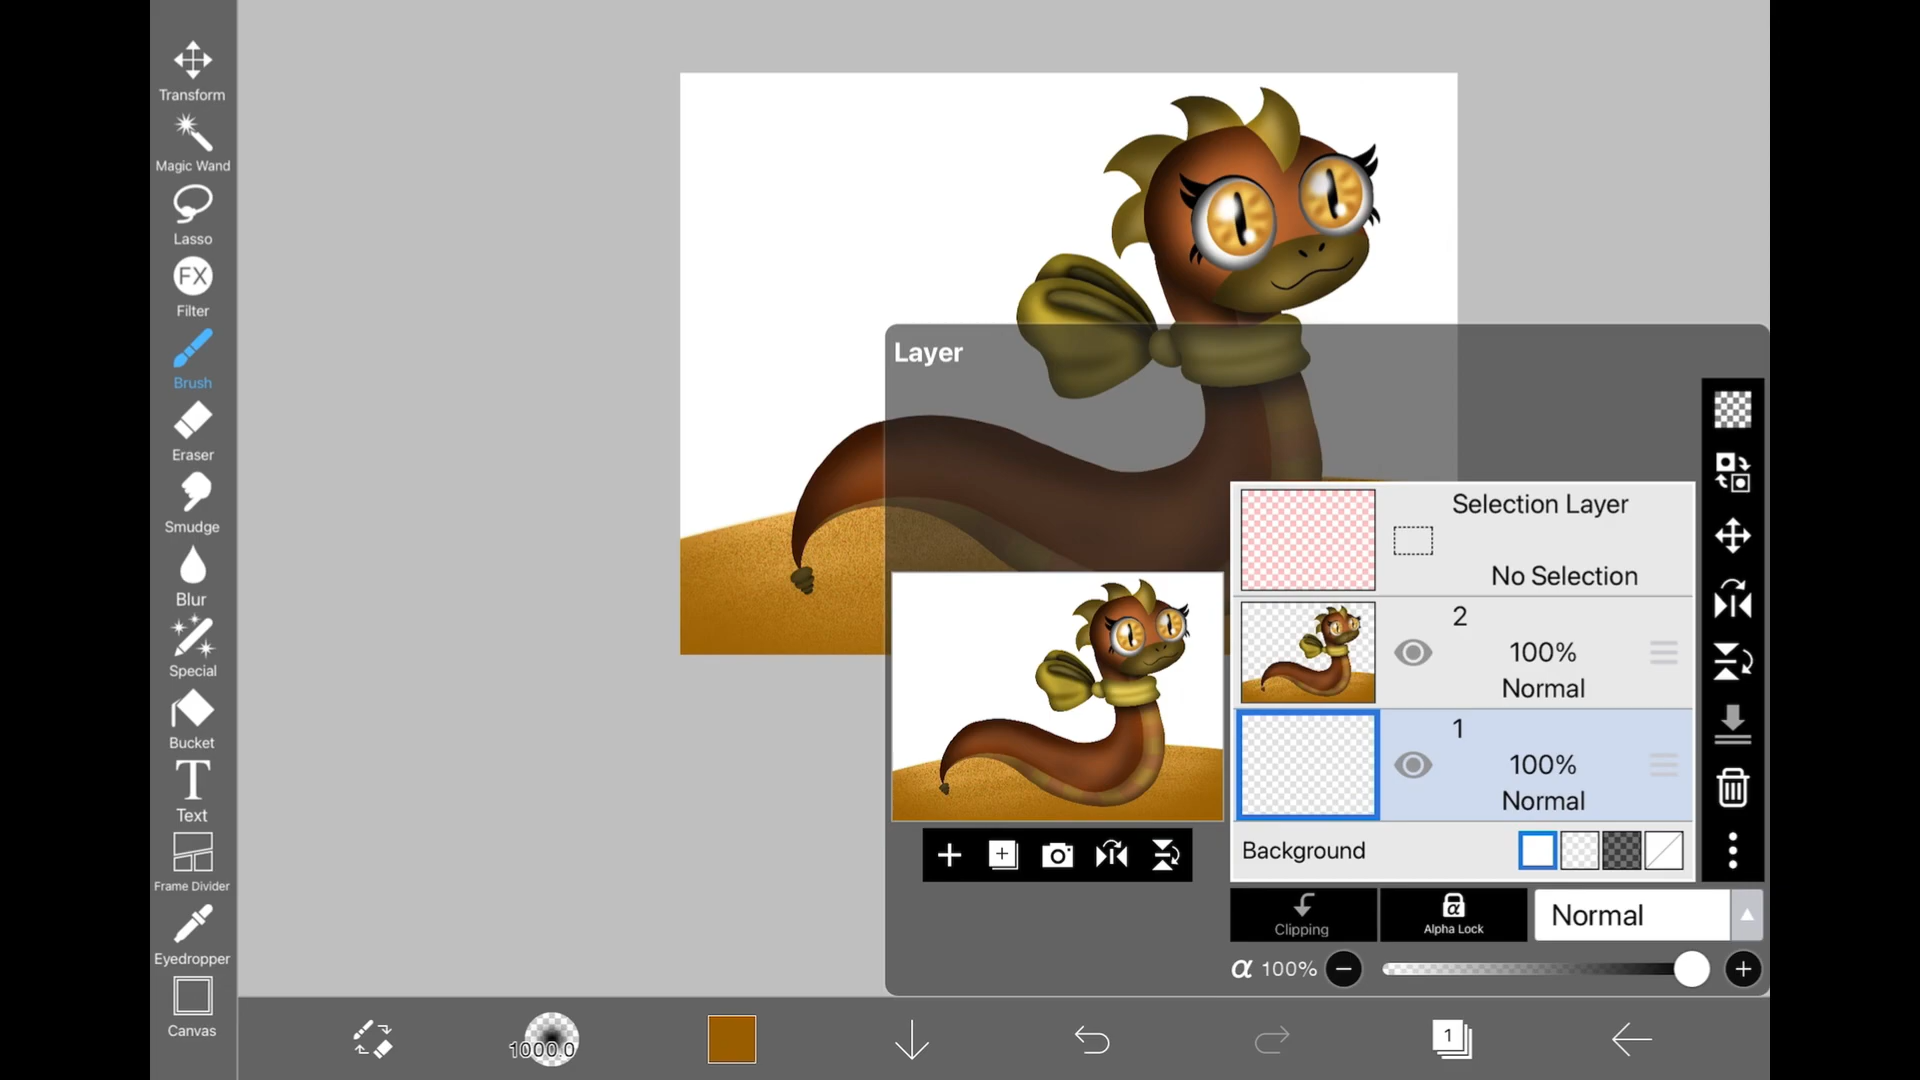 Transform
Magic Wand
Lasso
FX
Filter
Brush
Eraser
Smudge
Blur
Special
Bucket
T
Text
Frame Divider
Eyedropper
Canvas
Layer
Selection Layer
No Selection
2
100%
Normal
1
100%
Normal
Background
Clipping
α
Alpha Lock
Normal
α 100%
1000.0
1